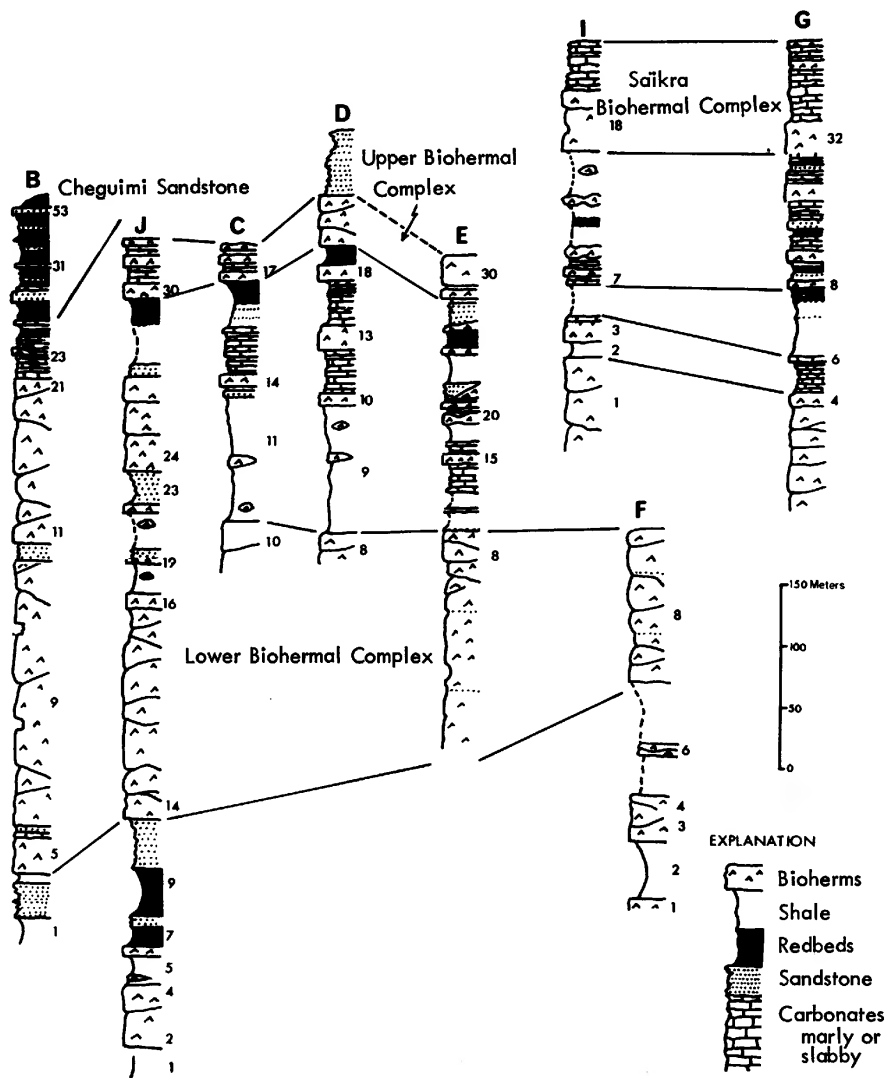 B
Cheguimi Sandstone
53
31
23
21
11
9
5
1
J
30
24
23
19
16
14
9
7
5
4
2
1
C
17
14
11
10
D
Upper Biohermal
Complex
18
13
10
9
8
E
30
20
15
8
Lower Biohermal Complex
F
8
6
4
3
2
1
I
Saïkra
Biohermal Complex
18
7
3
2
1
G
32
8
6
4
150 Meters
100
50
0
EXPLANATION
Bioherms
Shale
Redbeds
Sandstone
Carbonates
marly or
slabby